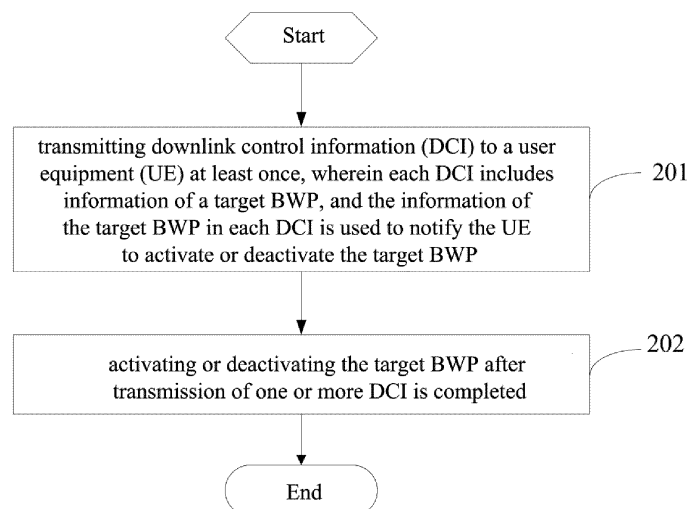 Start
transmitting downlink control information (DCI) to a user
equipment (UE) at least once, wherein each DCI includes
information of a target BWP, and the information of
the target BWP in each DCI is used to notify the UE
to activate or deactivate the target BWP
201
activating or deactivating the target BWP after
transmission of one or more DCI is completed
202
End